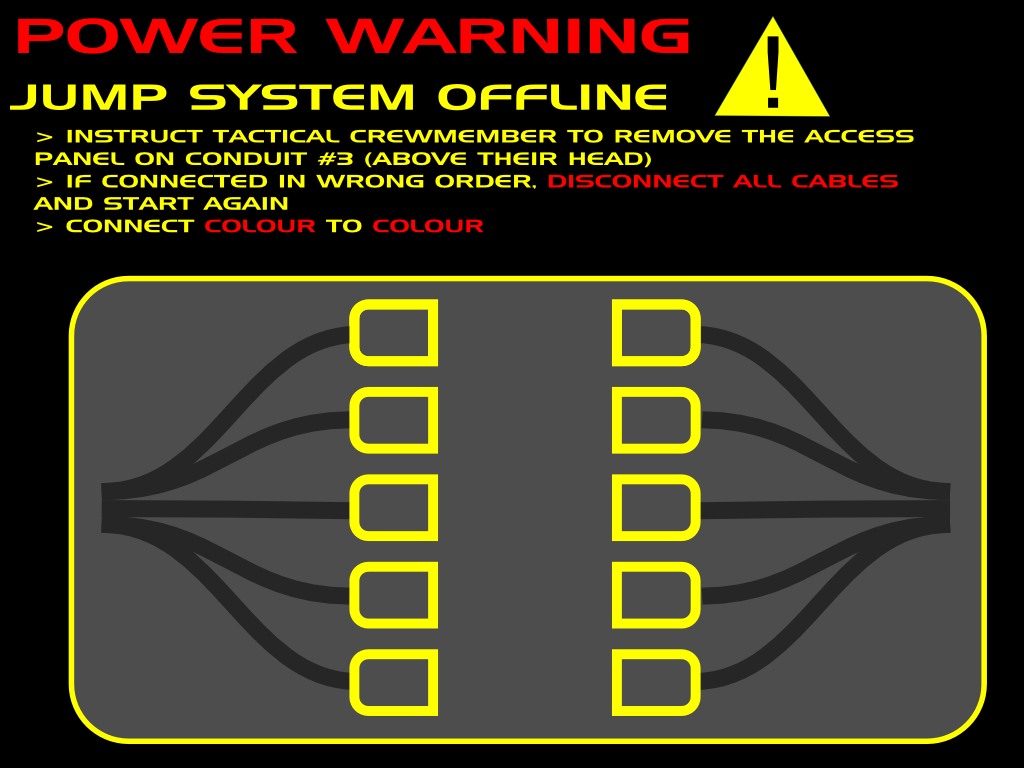 POWER WARNING
!
JUMP SYSTEM OFFLINE
> INSTRUCT TACTICAL CREWMEMBER TO REMOVE THE ACCESS
PANEL ON CONDUIT #3 (ABOVE THEIR HEAD)
> IF CONNECTED IN WRONG ORDER, DISCONNECT ALL CABLES
AND START AGAIN
> CONNECT COLOUR TO COLOUR